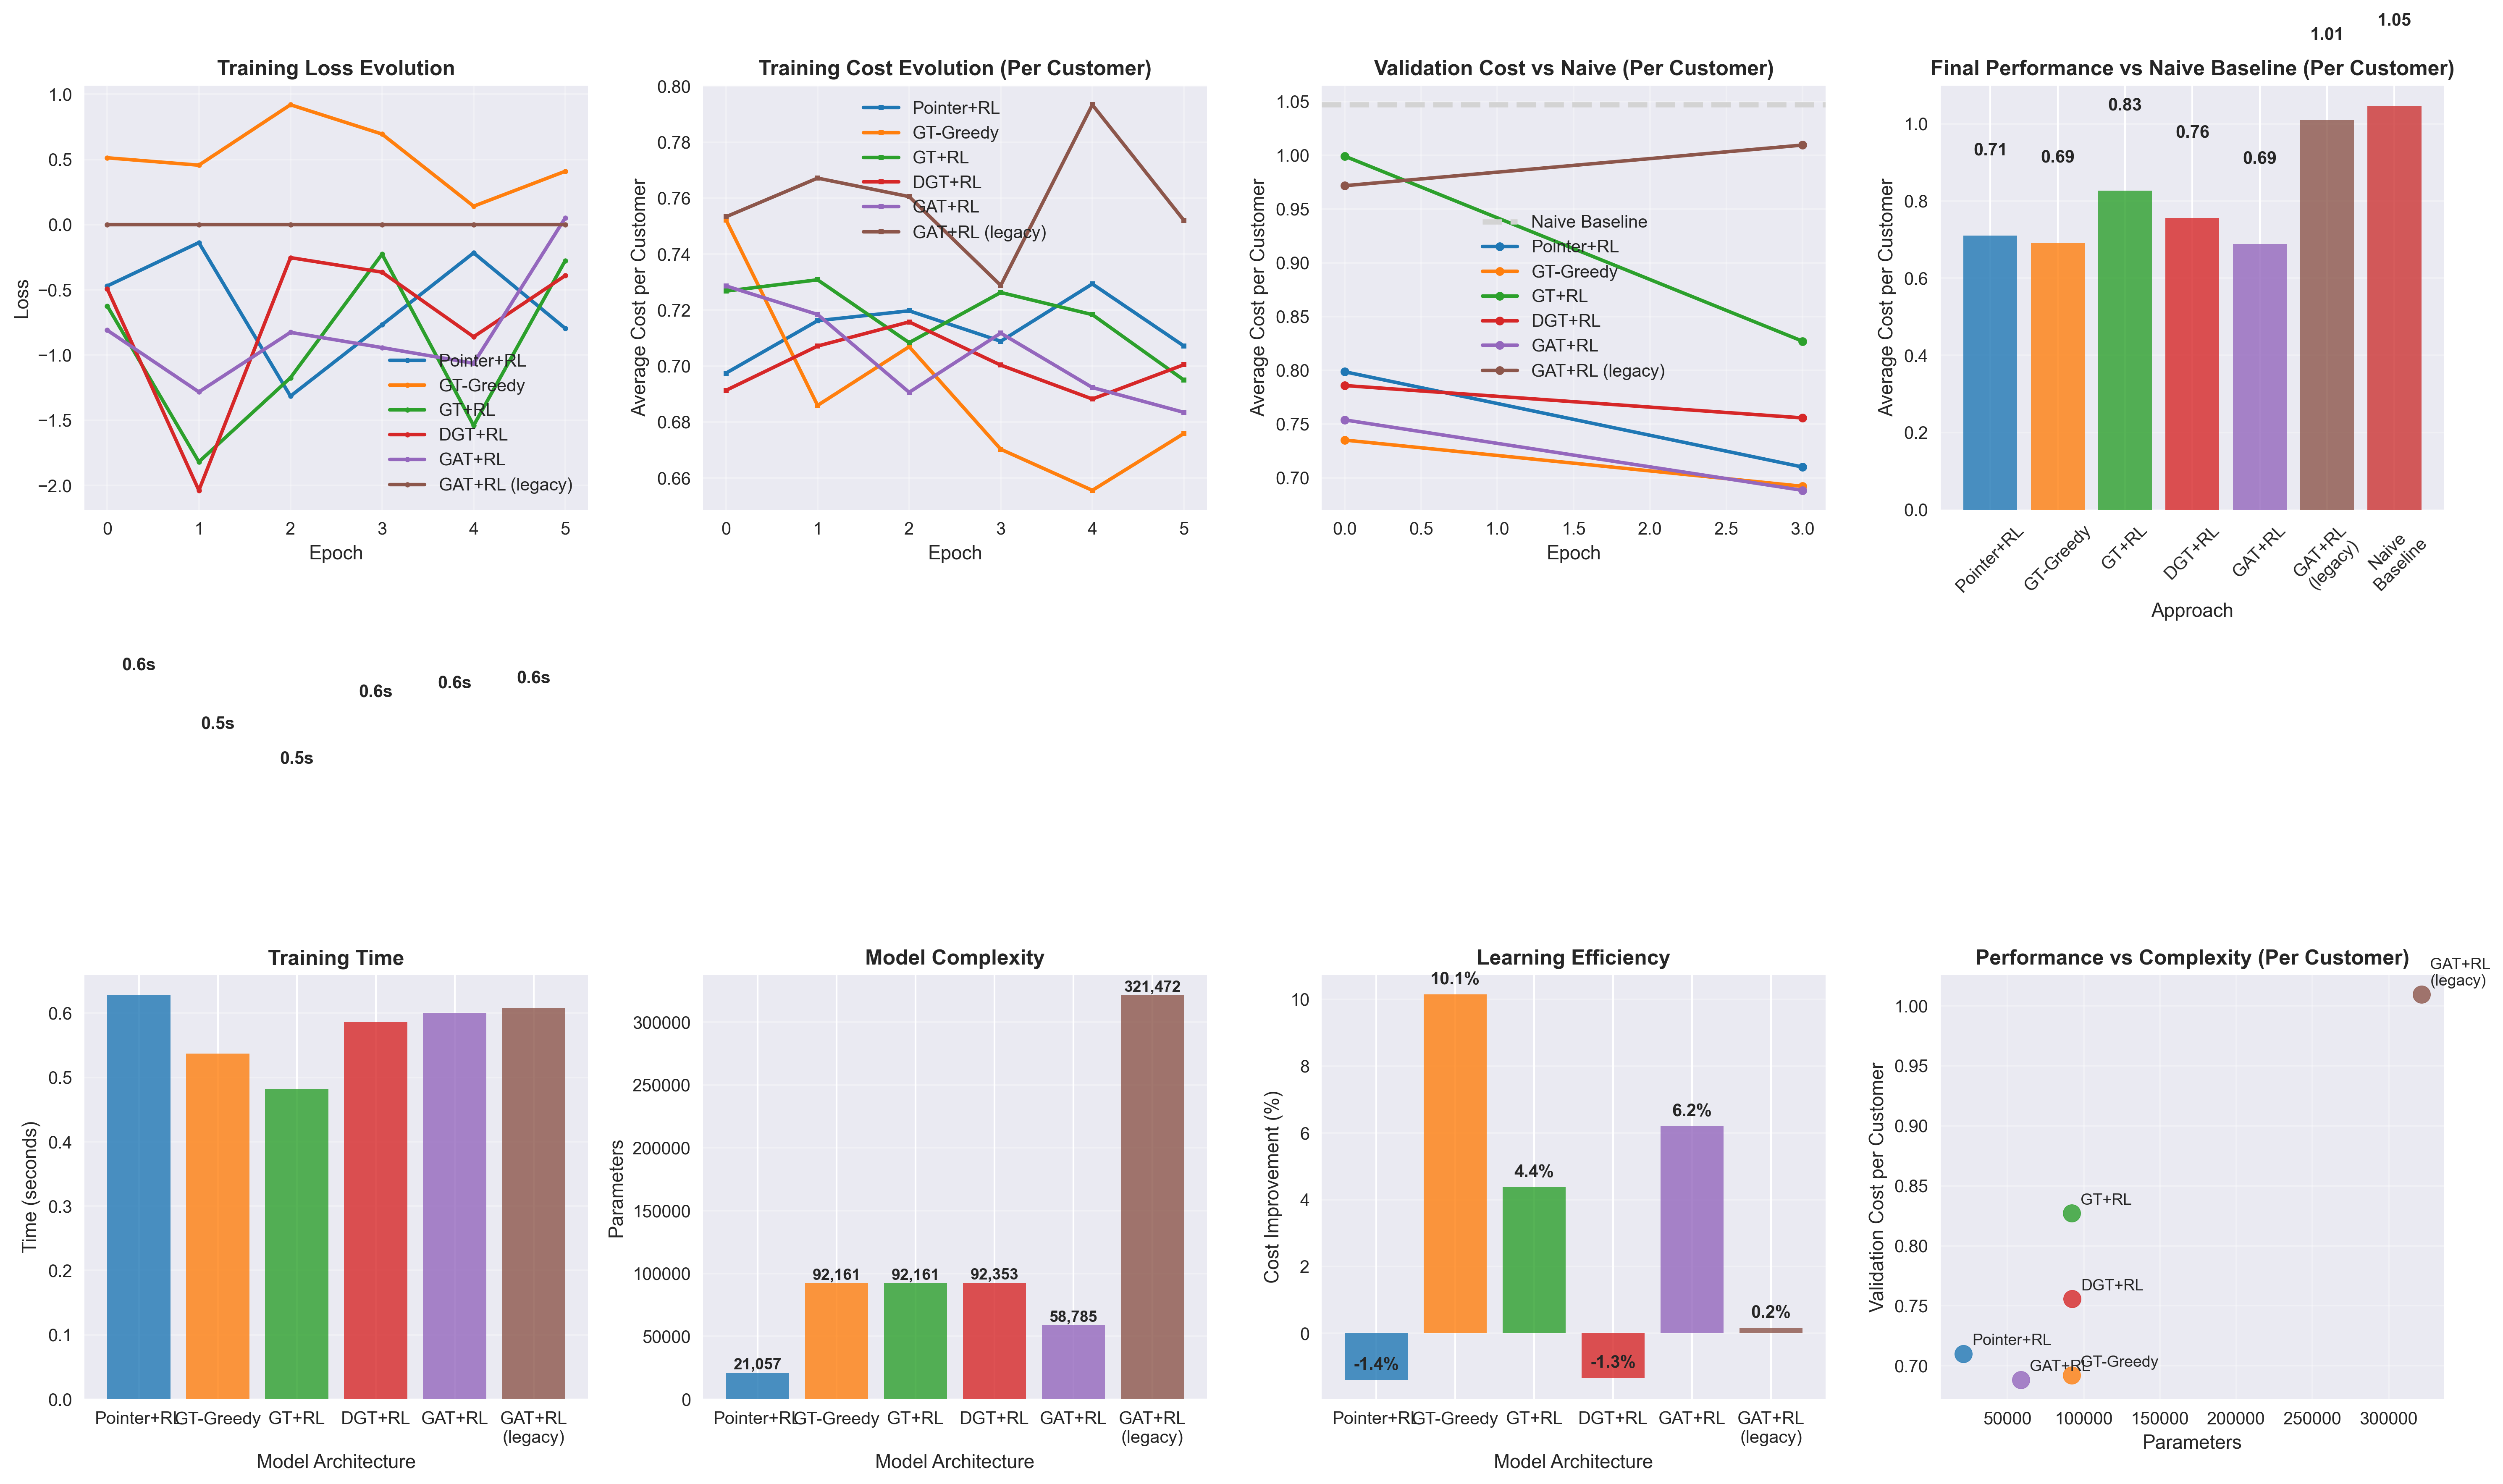 1.05
1.01
Training Loss Evolution
1.0
0.5
0.0
−0.5
−1.0
−1.5
−2.0
Loss
Pointer+RL
GT-Greedy
GT+RL
DGT+RL
GAT+RL
GAT+RL (legacy)
0 1 2 3 4 5
Epoch
Training Cost Evolution (Per Customer)
0.80
0.78
0.76
0.74
0.72
0.70
0.68
0.66
Average Cost per Customer
Pointer+RL
GT-Greedy
GT+RL
DGT+RL
GAT+RL
GAT+RL (legacy)
0 1 2 3 4 5
Epoch
Validation Cost vs Naive (Per Customer)
1.05
1.00
0.95
0.90
0.85
0.80
0.75
0.70
Average Cost per Customer
Naive Baseline
Pointer+RL
GT-Greedy
GT+RL
DGT+RL
GAT+RL
GAT+RL (legacy)
0.0 0.5 1.0 1.5 2.0 2.5 3.0
Epoch
Final Performance vs Naive Baseline (Per Customer)
1.0
0.8
0.6
0.4
0.2
0.0
Average Cost per Customer
0.71
0.69
0.83
0.76
0.69
Pointer+RL
GT-Greedy
GT+RL
DGT+RL
GAT+RL
GAT+RL
(legacy)
Naive
Baseline
Approach
0.6s
0.5s
0.5s
0.6s
0.6s
0.6s
Training Time
0.6
0.5
0.4
0.3
0.2
0.1
0.0
Time (seconds)
Pointer+RL
GT-Greedy
GT+RL
DGT+RL
GAT+RL
GAT+RL
(legacy)
Model Architecture
Model Complexity
300000
250000
200000
150000
100000
50000
0
Parameters
21,057
92,161
92,161
92,353
58,785
321,472
Pointer+RL
GT-Greedy
GT+RL
DGT+RL
GAT+RL
GAT+RL
(legacy)
Model Architecture
Learning Efficiency
10
8
6
4
2
0
Cost Improvement (%)
-1.4%
10.1%
4.4%
-1.3%
6.2%
0.2%
Pointer+RL
GT-Greedy
GT+RL
DGT+RL
GAT+RL
GAT+RL
(legacy)
Model Architecture
Performance vs Complexity (Per Customer)
1.00
0.95
0.90
0.85
0.80
0.75
0.70
Validation Cost per Customer
GAT+RL
(legacy)
GT+RL
DGT+RL
Pointer+RL
GAT+RL
GT-Greedy
50000 100000 150000 200000 250000 300000
Parameters